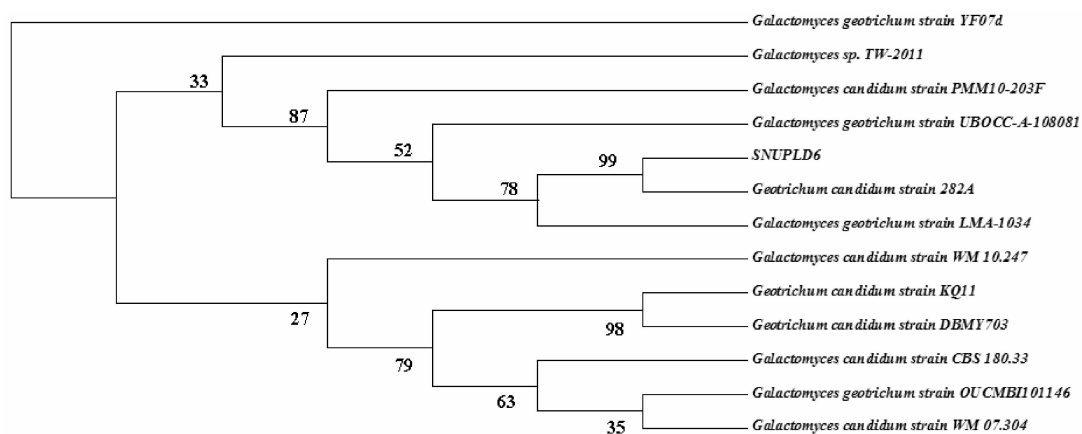 Galactomyces geotrichum strain YF07d
Galactomyces sp. TW-2011
33
Galactomyces candidum strain PMM10-203F
87
Galactomyces geotrichum strain UBOCC-A-108081
52
SNUPLD6
99
Geotrichum candidum strain 282A
78
Galactomyces geotrichum strain LMA-1034
Galactomyces candidum strain WM 10.247
Geotrichum candidum strain KQ11
27
Geotrichum candidum strain DBMY703
98
Galactomyces candidum strain CBS 180.33
79
Galactomyces geotrichum strain OUCMBI101146
63
Galactomyces candidum strain WM 07.304
35